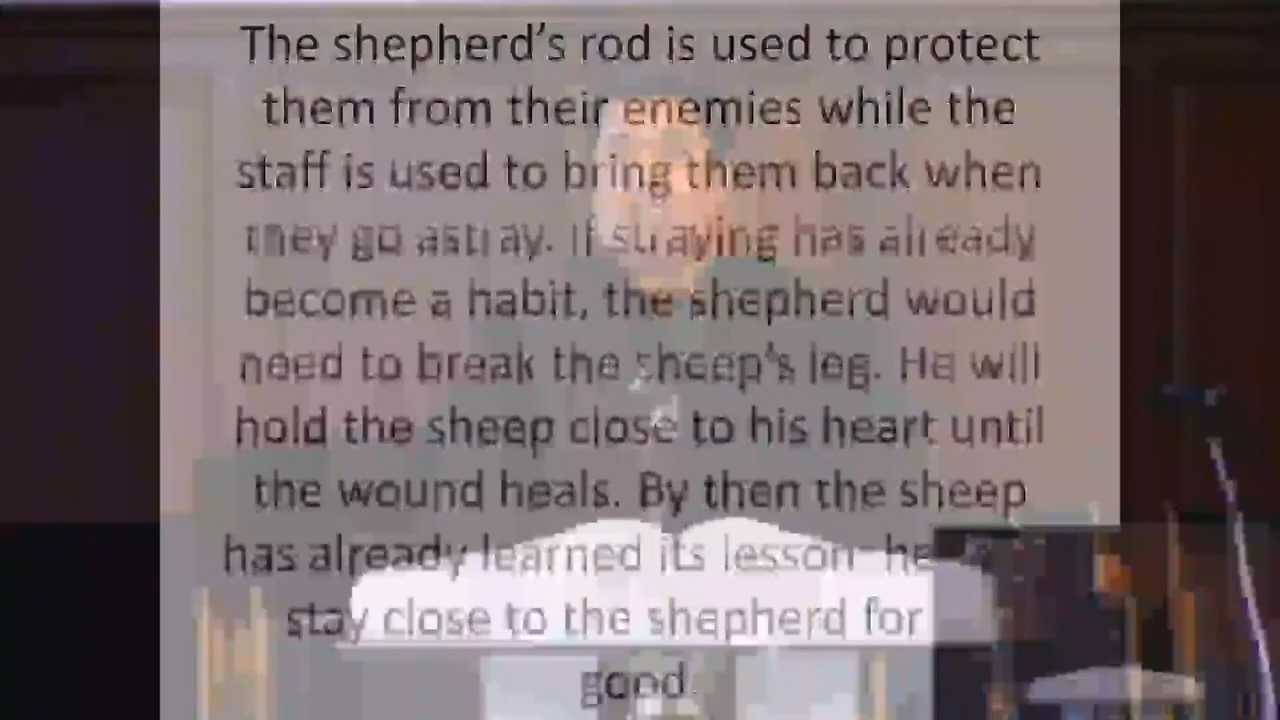 The shepherd’s rod is used to protect
them from their enemies while the
staff is used to bring them back when
they go astray. If straying has already
become a habit, the shepherd would
need to break the sheep's leg. He will
hold the sheep close to his heart until
the wound heals. By then the sheep
has already learned its lesson- he
stay close to the shepherd for
good.